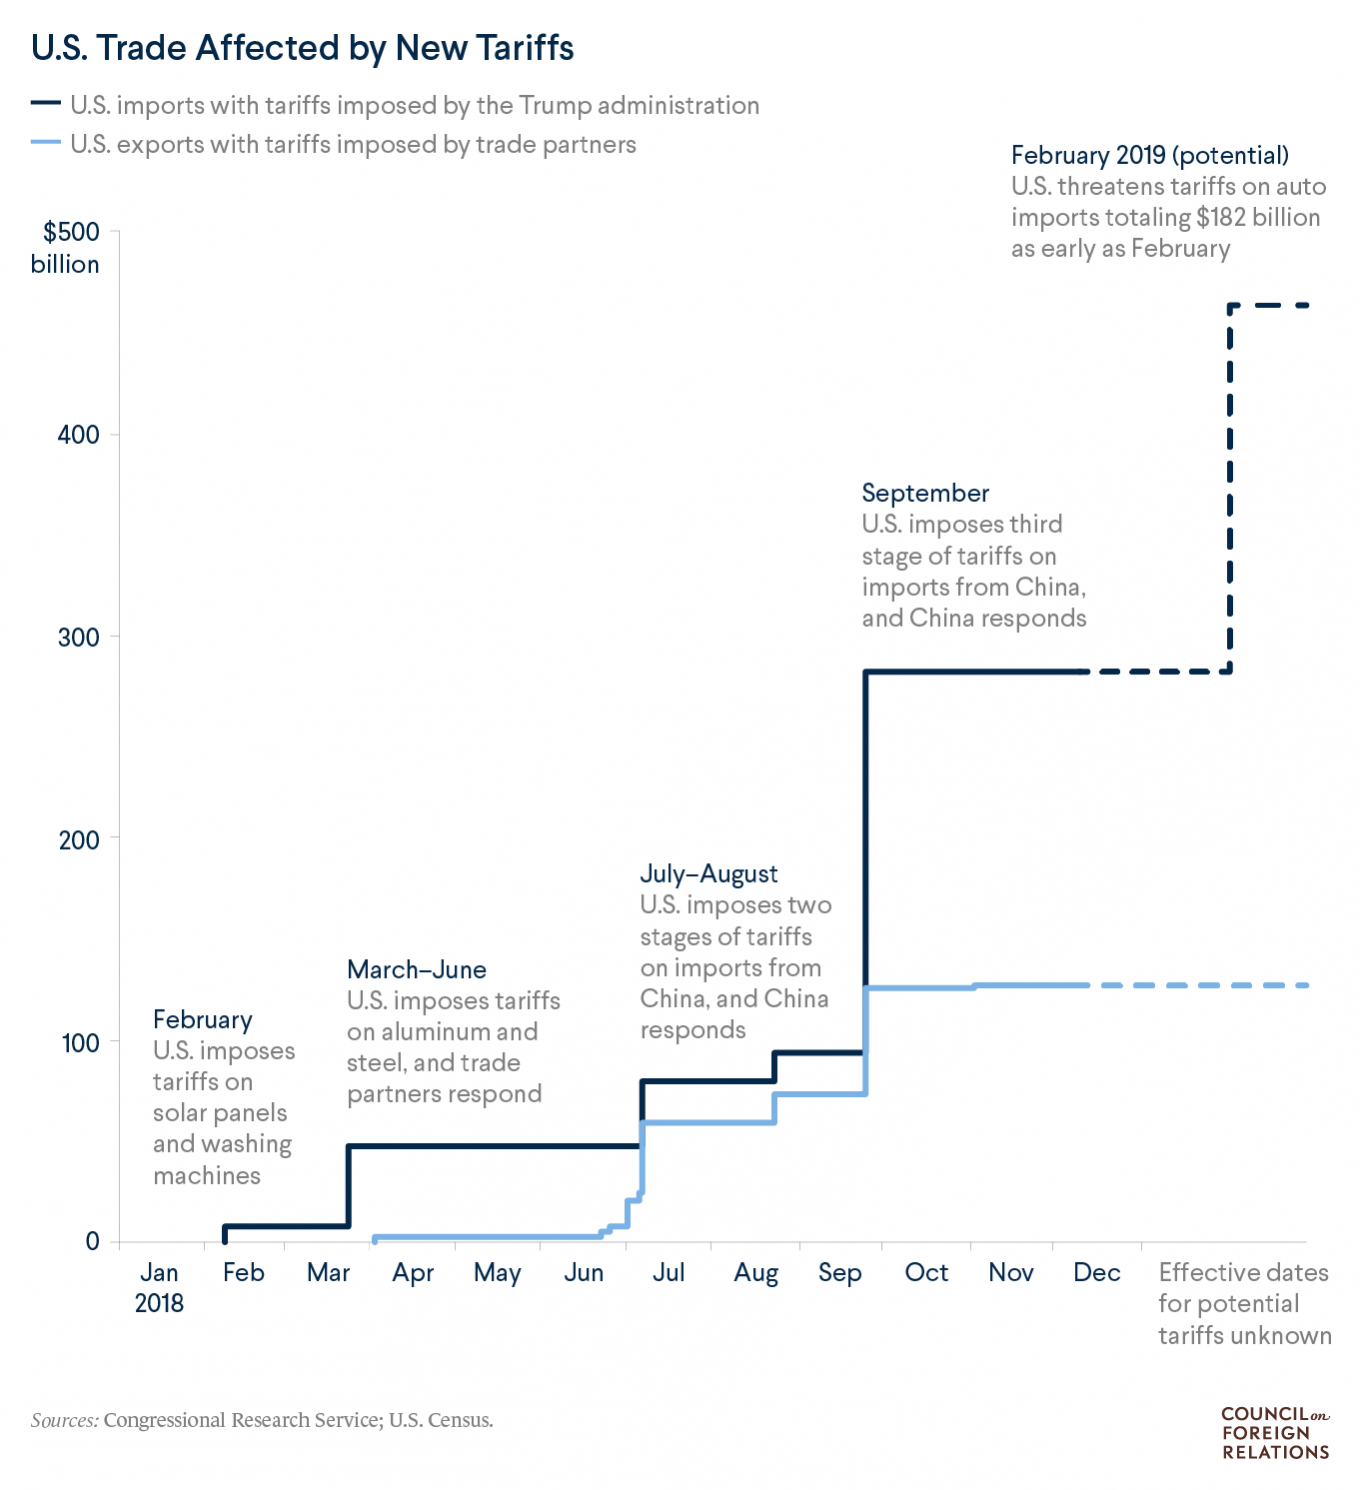 U.S. Trade Affected by New Tariffs
U.S. imports with tariffs imposed by the Trump administration
U.S. exports with tariffs imposed by trade partners
February 2019 (potential)
U.S. threatens tariffs on auto
imports totaling $182 billion
as early as February
$500
billion
400
September
U.S. imposes third
stage of tariffs on
imports from China,
and China responds
300
200
July–August
U.S. imposes two
stages of tariffs
on imports from
China, and China
responds
March–June
U.S. imposes tariffs
on aluminum and
steel, and trade
partners respond
February
U.S. imposes
tariffs on
solar panels
and washing
machines
100
0
Jan
2018
Feb
Mar
Apr
May
Jun
Jul
Aug
Sep
Oct
Nov
Dec
Effective dates
for potential
tariffs unknown
Sources: Congressional Research Service; U.S. Census.
COUNCIL on
FOREIGN
RELATIONS